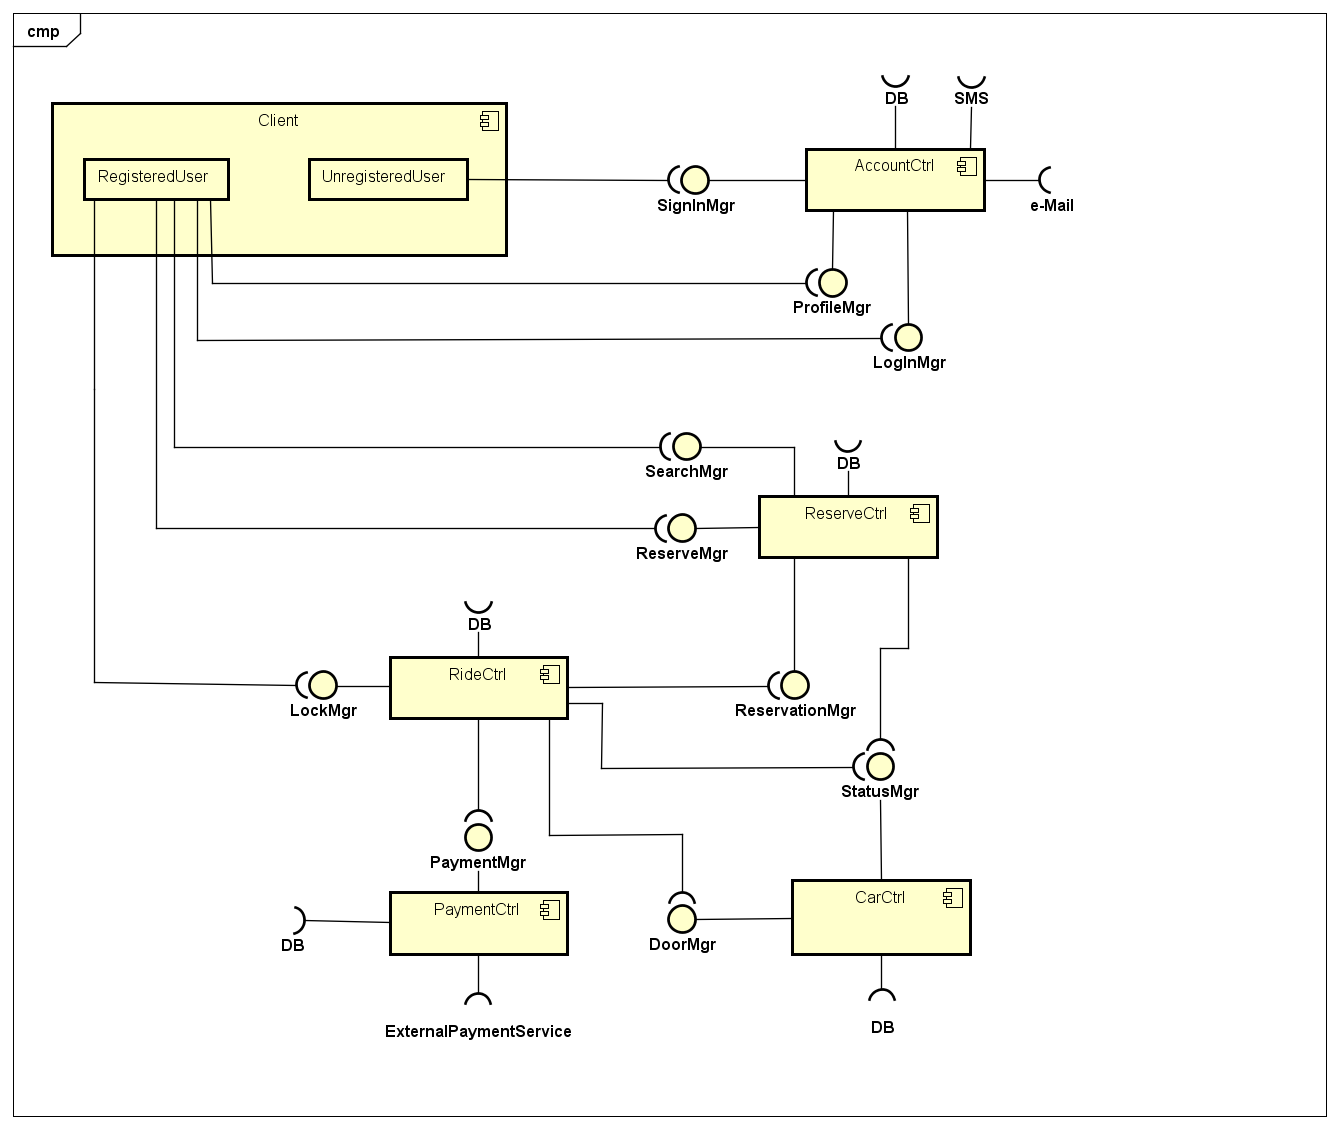 cmp
DB
SMS
Client
RegisteredUser
UnregisteredUser
AccountCtrl
SignInMgr
e-Mail
ProfileMgr
LogInMgr
SearchMgr
DB
ReserveCtrl
ReserveMgr
DB
RideCtrl
LockMgr
ReservationMgr
StatusMgr
PaymentMgr
PaymentCtrl
CarCtrl
DB
DoorMgr
ExternalPaymentService
DB